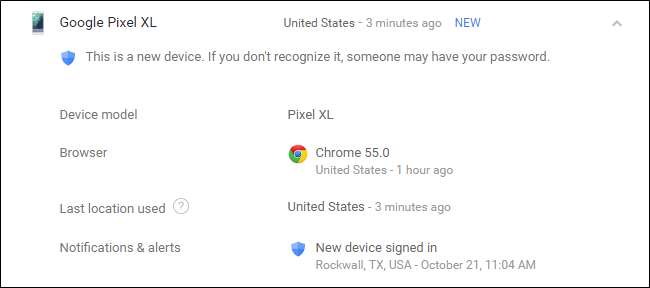 Google Pixel XL United States - 3 minutes ago NEW
This is a new device. If you don't recognize it, someone may have your password.
Device model Pixel XL
Browser Chrome 55.0
United States - 1 hour ago
Last location used ? United States - 3 minutes ago
Notifications & alerts New device signed in
Rockwall, TX, USA - October 21, 11:04 AM